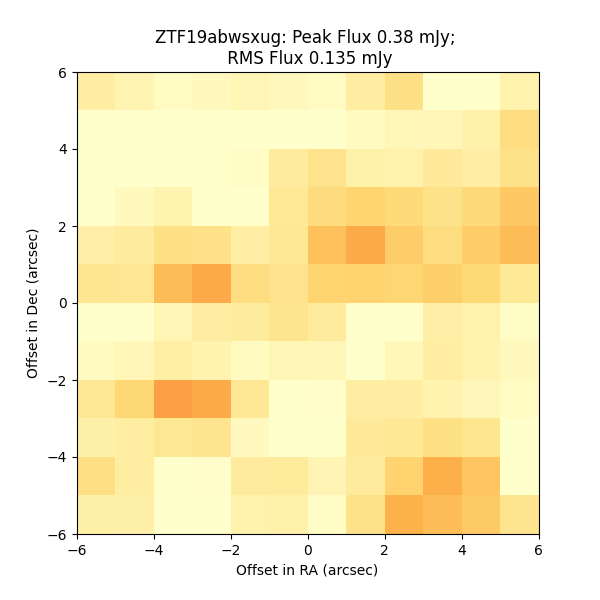 ZTF19abwsxug: Peak Flux 0.38 mJy;
RMS Flux 0.135 mJy
6
4
2
0
−2
−4
−6
Offset in Dec (arcsec)
−6 −4 −2 0 2 4 6
Offset in RA (arcsec)